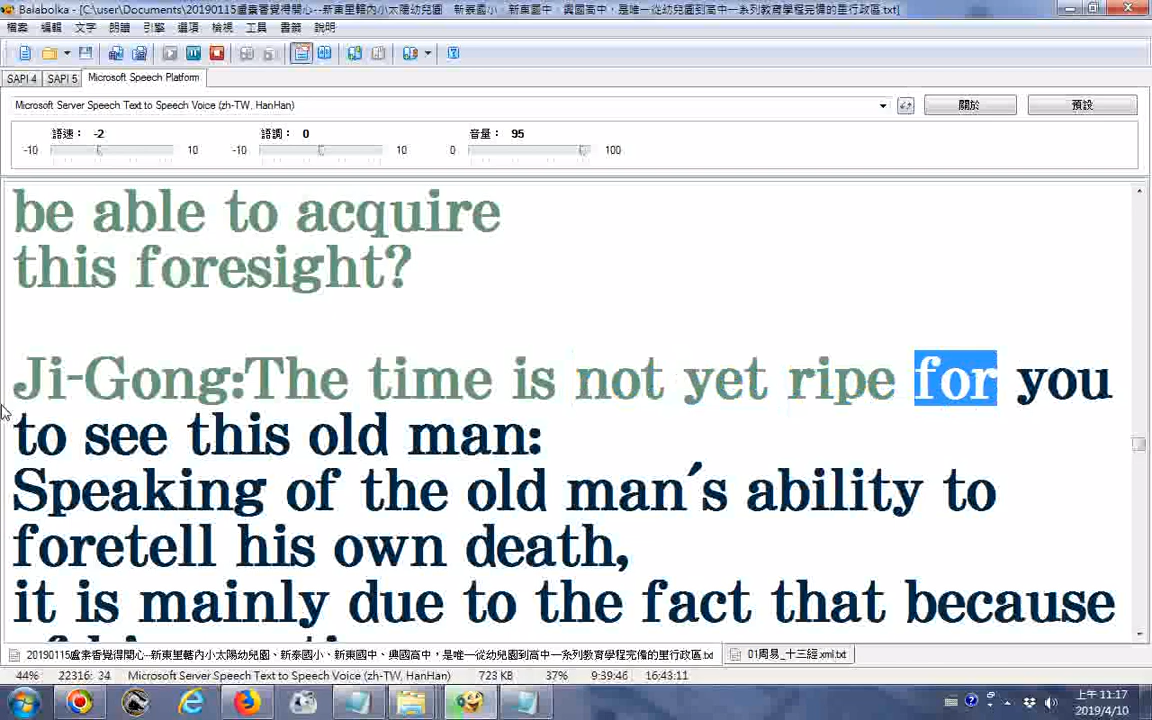 Balabolka - [C:\user\Documents\20190115盧素香覺得開心--新東里轄內小太陽幼兒園、新泰國小、新東國中、興國高中，是唯一從幼兒園到高中一系列教育學程完備的里行政區.txt]
檔案 編輯 文字 朗讀 引擎 選項 檢視 工具 書籤 說明
SAPI 4 SAPI 5 Microsoft Speech Platform
Microsoft Server Speech Text to Speech Voice (zh-TW, HanHan) 關於 預設
語速： -2 語調： 0 音量： 95
-10 10 -10 10 0 100
be able to acquire
this foresight?
Ji-Gong:The time is not yet ripe for you
to see this old man:
Speaking of the old man's ability to
foretell his own death,
it is mainly due to the fact that because
20190115盧素香覺得開心--新東里轄內小太陽幼兒園、新泰國小、新東國中、興國高中，是唯一從幼兒園到高中一系列教育學程完備的里行政區.txt 01周易_十三經.xml.txt
44% 22316: 34 Microsoft Server Speech Text to Speech Voice (zh-TW, HanHan) 723 KB 37% 9:39:46 16:43:11
上午 11:17
2019/4/10